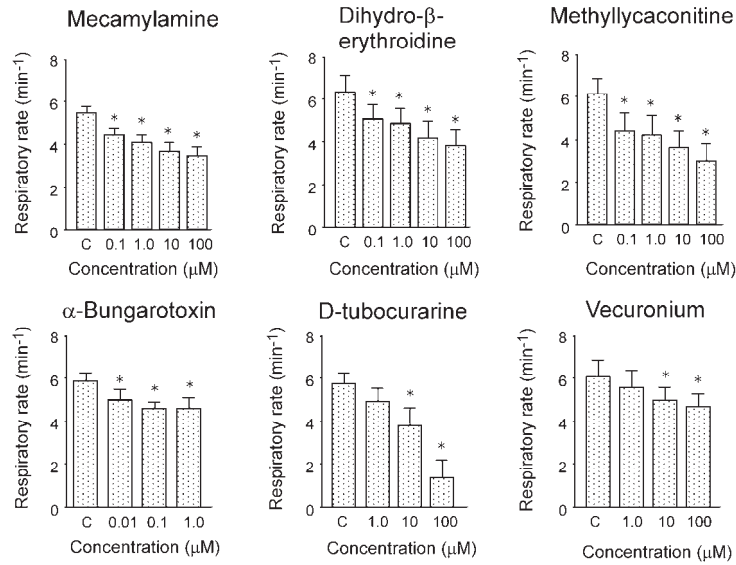 Mecamylamine
Respiratory rate (min-1)
8
6
4
2
0
* * * *
C 0.1 1.0 10 100
Concentration (μM)
Dihydro-β-
erythroidine
Respiratory rate (min-1)
8
6
4
2
0
* * * *
C 0.1 1.0 10 100
Concentration (μM)
Methyllycaconitine
Respiratory rate (min-1)
8
6
4
2
0
* * * *
C 0.1 1.0 10 100
Concentration (μM)
α-Bungarotoxin
Respiratory rate (min-1)
8
6
4
2
0
* * *
C 0.01 0.1 1.0
Concentration (μM)
D-tubocurarine
Respiratory rate (min-1)
8
6
4
2
0
* *
C 1.0 10 100
Concentration (μM)
Vecuronium
Respiratory rate (min-1)
8
6
4
2
0
* *
C 1.0 10 100
Concentration (μM)